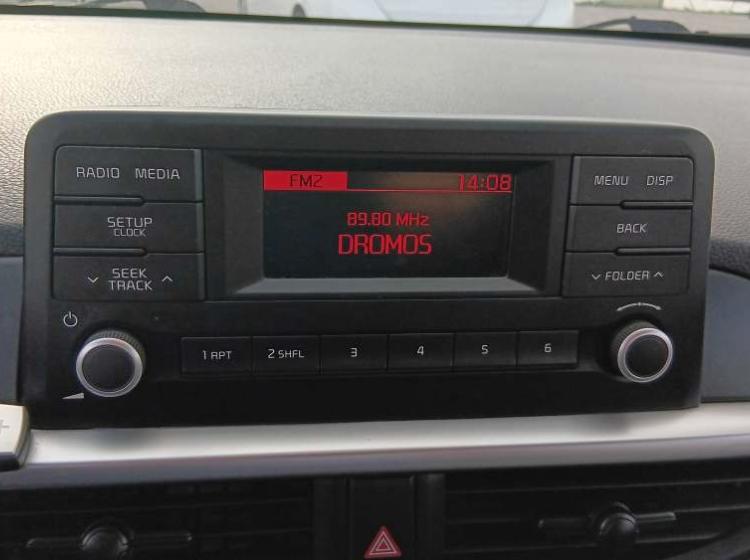 RADIO MEDIA
SETUP
CLOCK
SEEK
TRACK
FM2 14:08
89.80 MHz
DROMOS
MENU DISP
BACK
FOLDER
1 RPT 2 SHFL 3 4 5 6